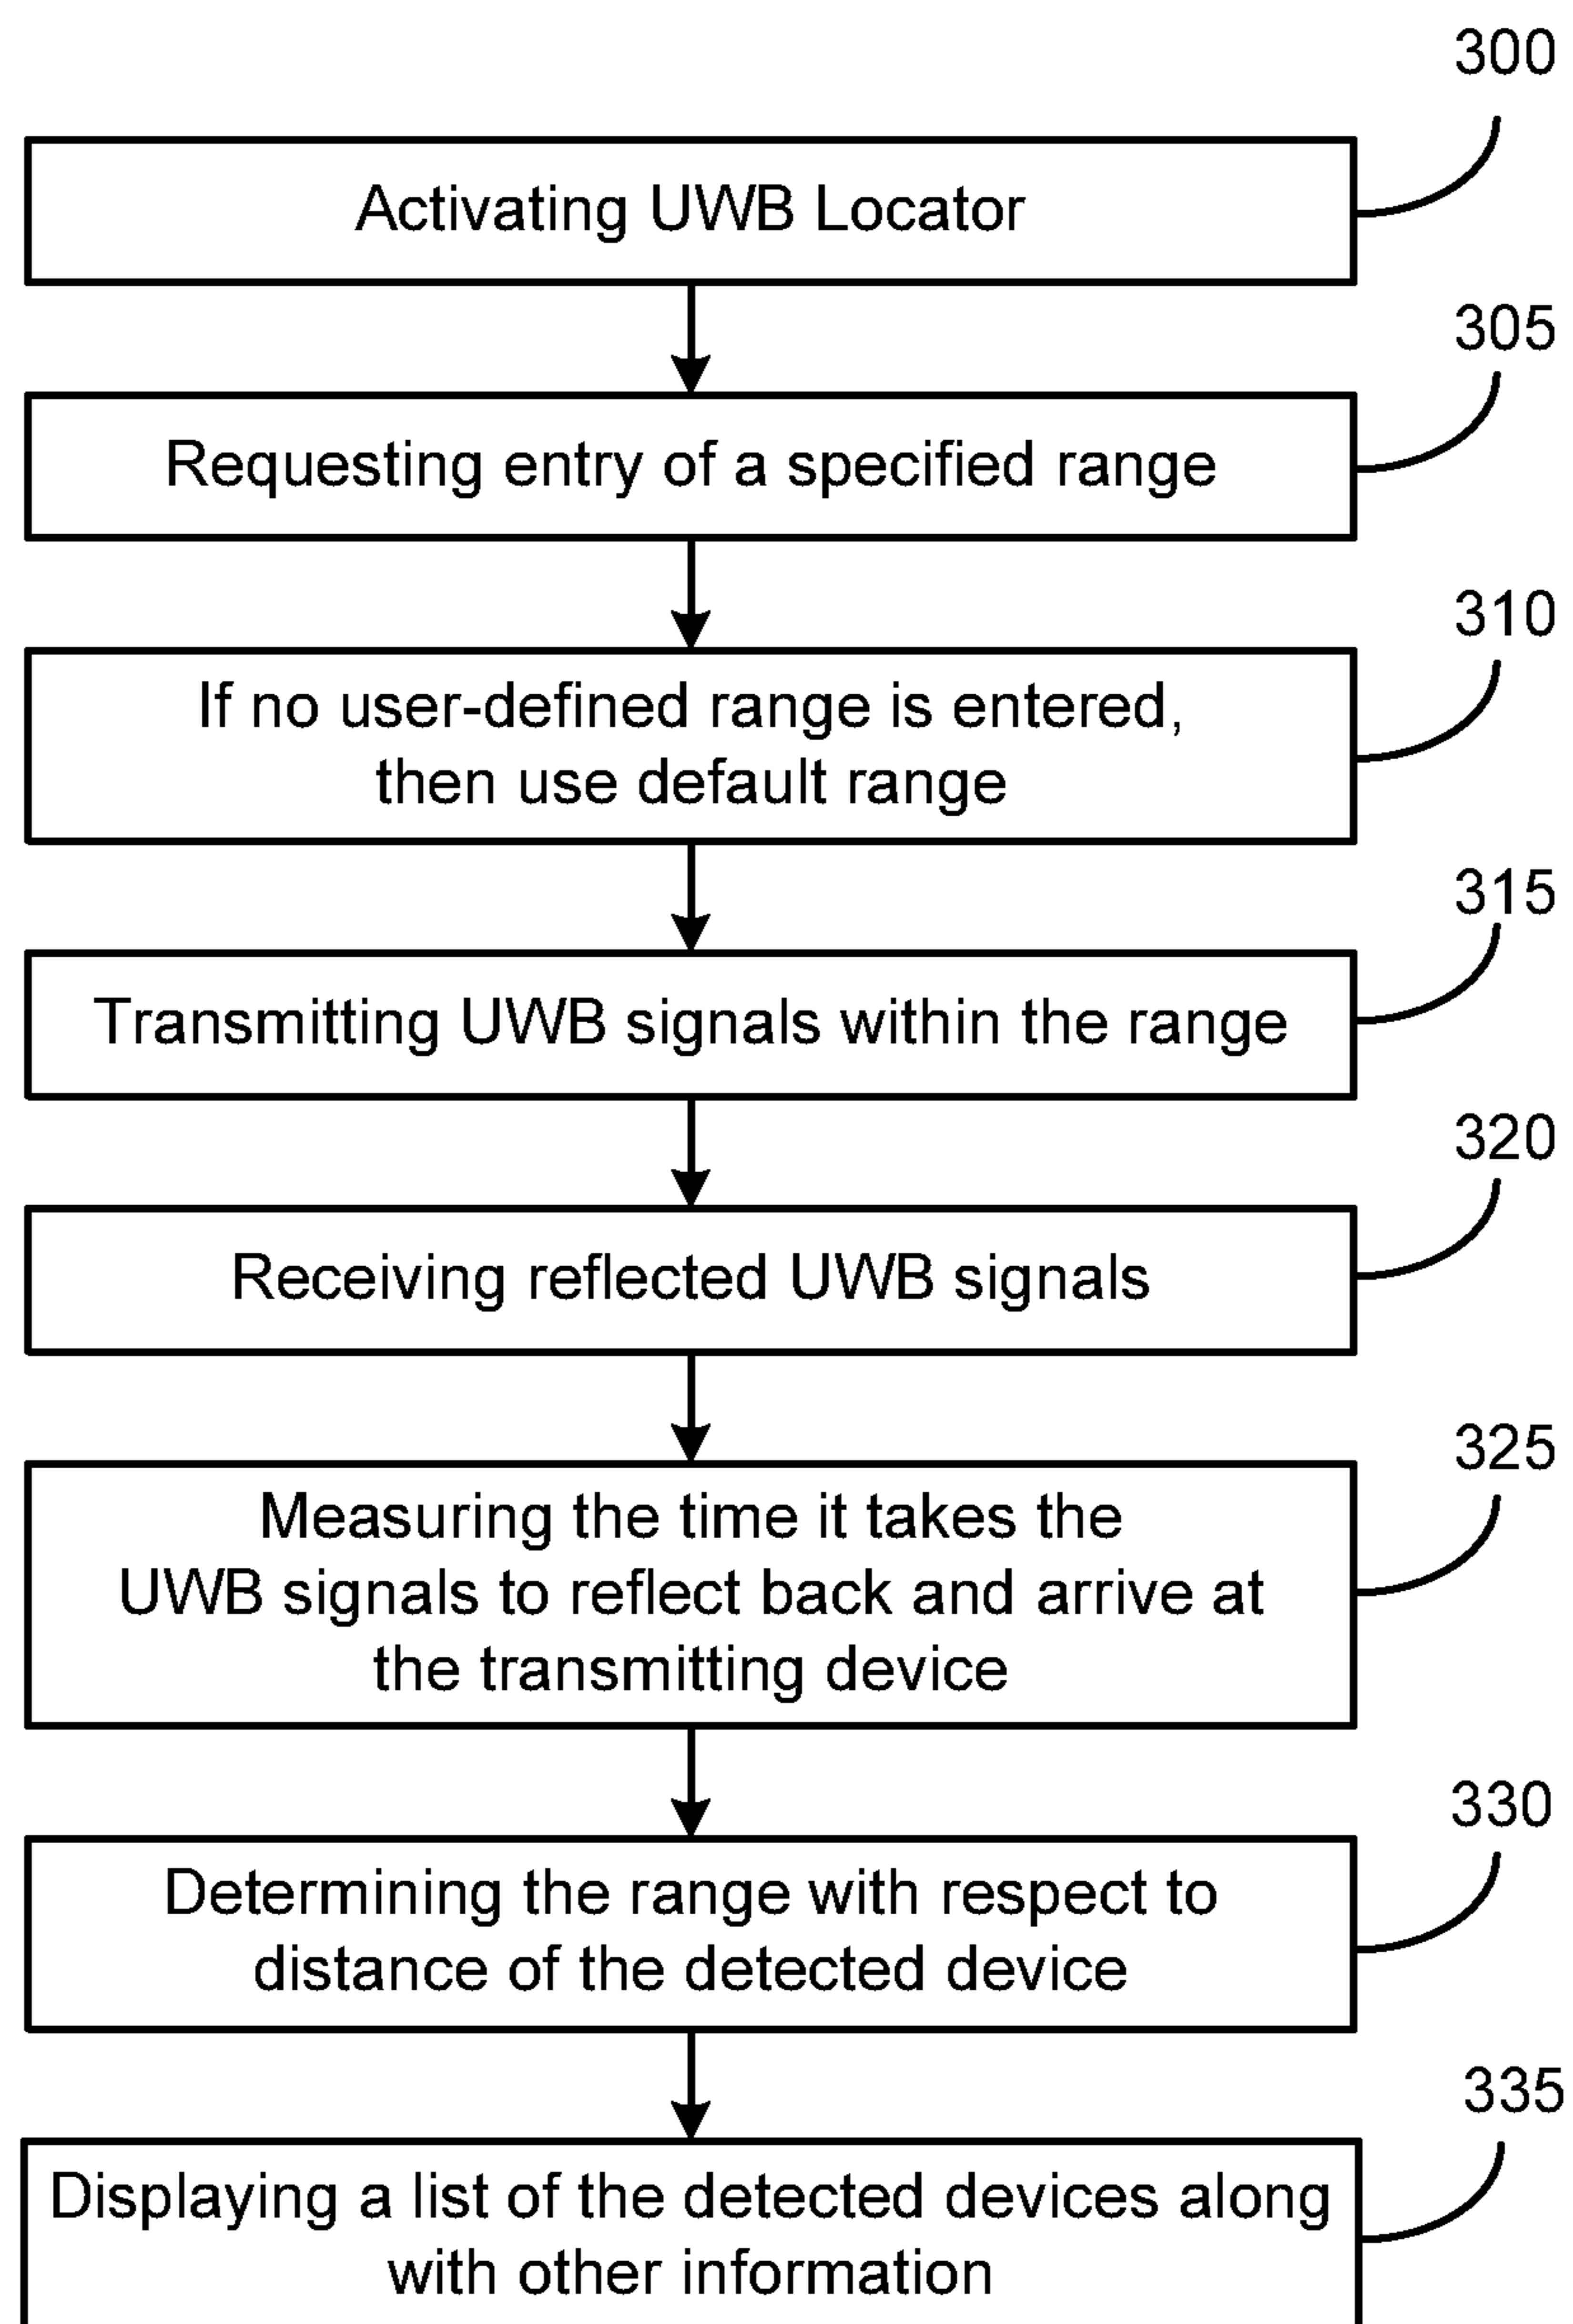 300
Activating UWB Locator
305
Requesting entry of a specified range
310
If no user-defined range is entered,
then use default range
315
Transmitting UWB signals within the range
320
Receiving reflected UWB signals
325
Measuring the time it takes the
UWB signals to reflect back and arrive at
the transmitting device
330
Determining the range with respect to
distance of the detected device
335
Displaying a list of the detected devices along
with other information